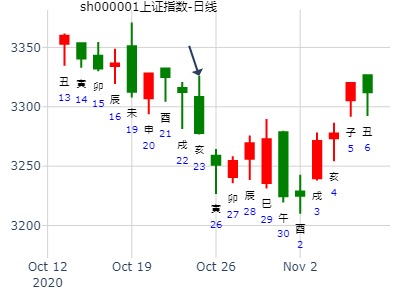 sh000001上证指数-日线
3350
3300
3250
3200
丑
13
寅
14
卯
15
辰
16
未
19
申
20
酉
21
戌
22
亥
23
寅
26
卯
27
辰
28
巳
29
午
30
酉
2
戌
3
亥
4
子
5
丑
6
Oct 12
2020
Oct 19
Oct 26
Nov 2